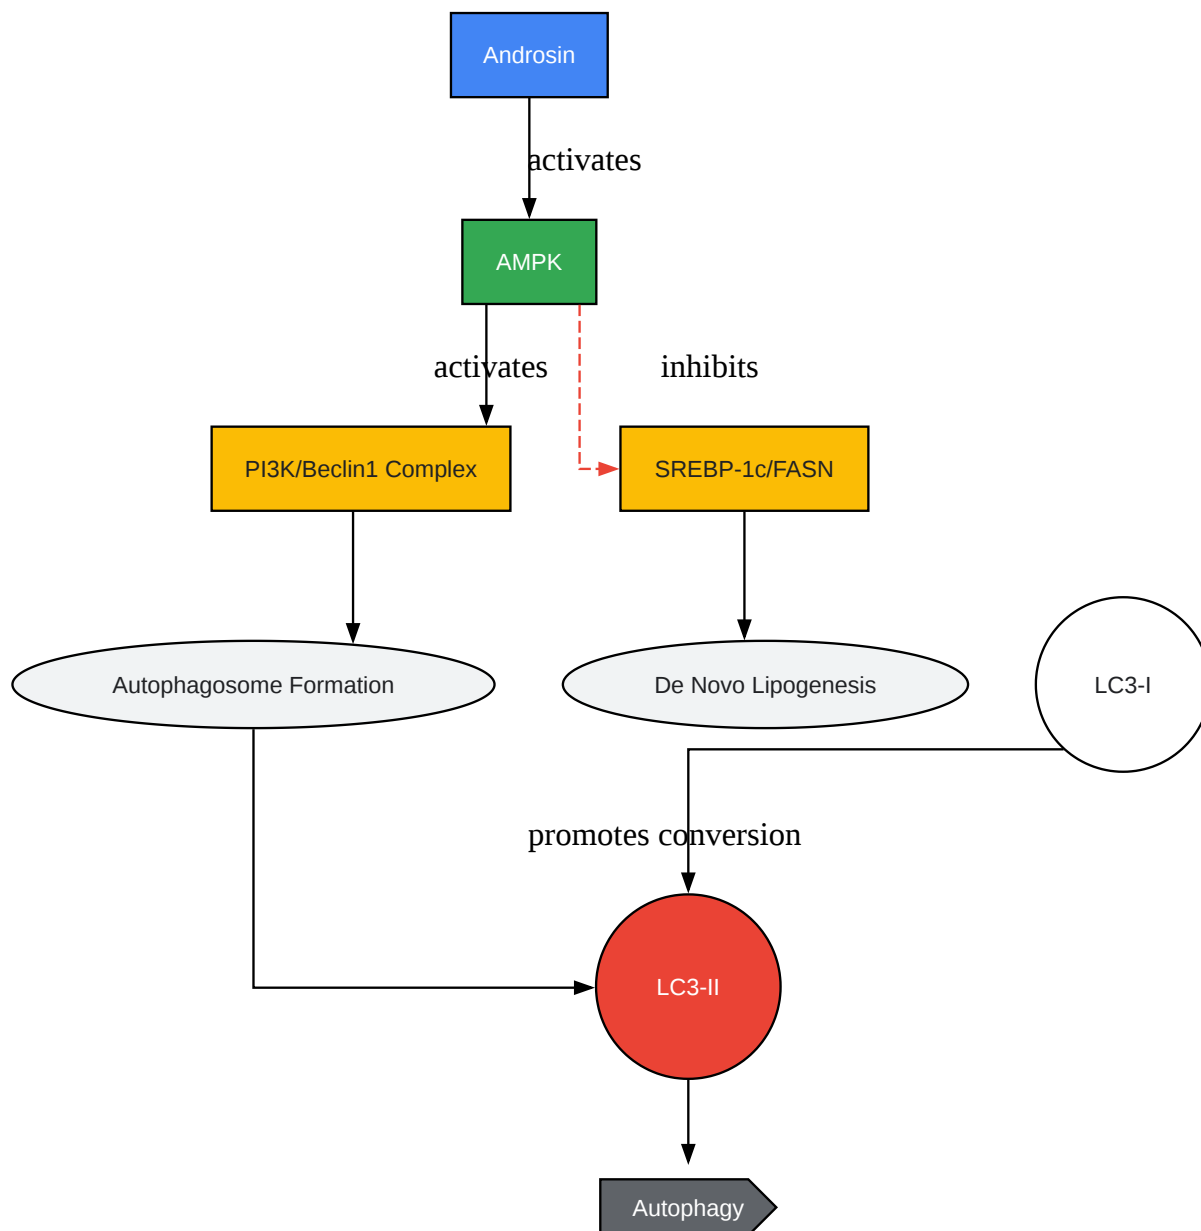 Androsin
activates
AMPK
activates
inhibits
PI3K/Beclin1 Complex
SREBP-1c/FASN
Autophagosome Formation
De Novo Lipogenesis
LC3-I
promotes conversion
LC3-II
Autophagy